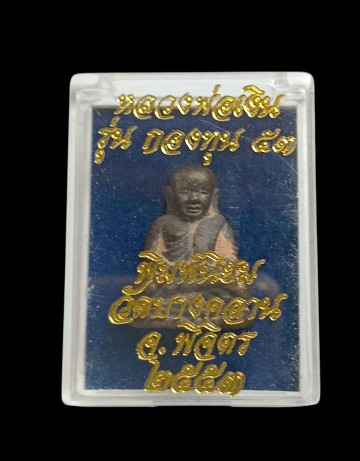 หลวงพ่อเงิน
รุ่น กองทุน ๕๓
พิมพ์นิยม
วัดบางคลาน
จ.พิจิตร
๒๕๕๓